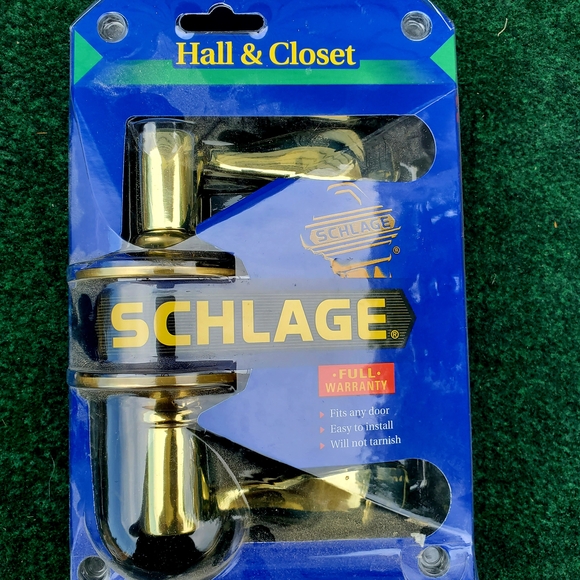 Hall & Closet
SCHLAGE
®
SCHLAGE®
·FULL·
WARRANTY
Fits any door
Easy to install
Will not tarnish